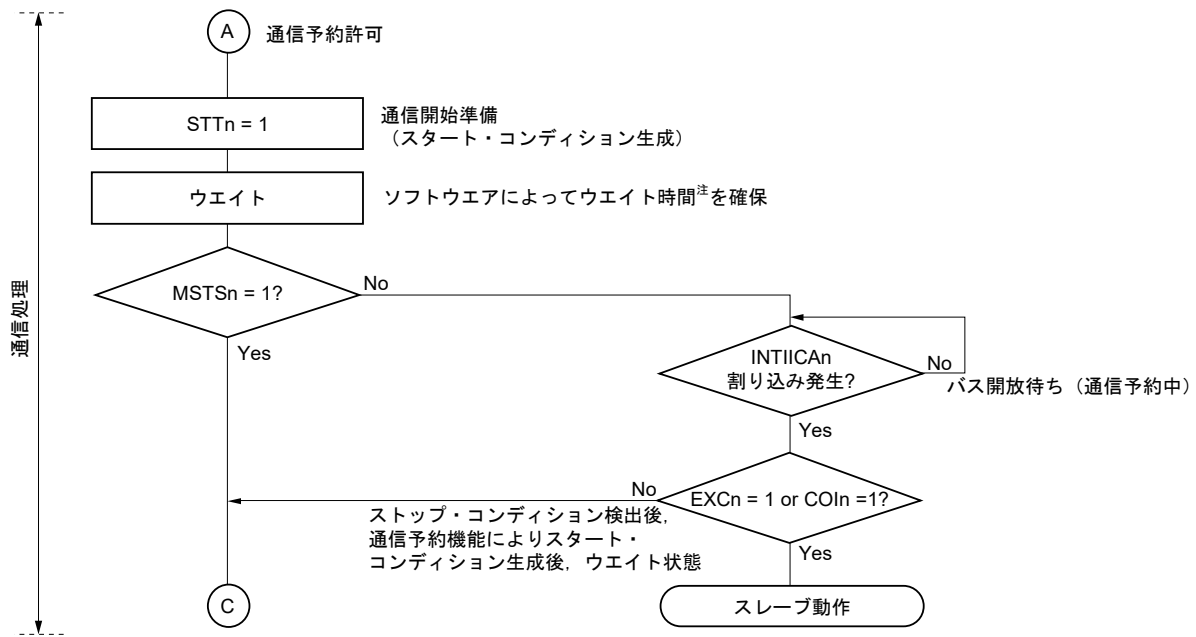 A 通信予約許可
STTn = 1
通信開始準備
（スタート・コンディション生成）
ウエイト
ソフトウエアによってウエイト時間注を確保
MSTSn = 1?
No
Yes
INTIICAn
割り込み発生?
No
バス開放待ち（通信予約中）
Yes
EXCn = 1 or COIn =1?
No
ストップ・コンディション検出後，
通信予約機能によりスタート・
コンディション生成後，ウエイト状態
Yes
C
スレーブ動作
通信処理